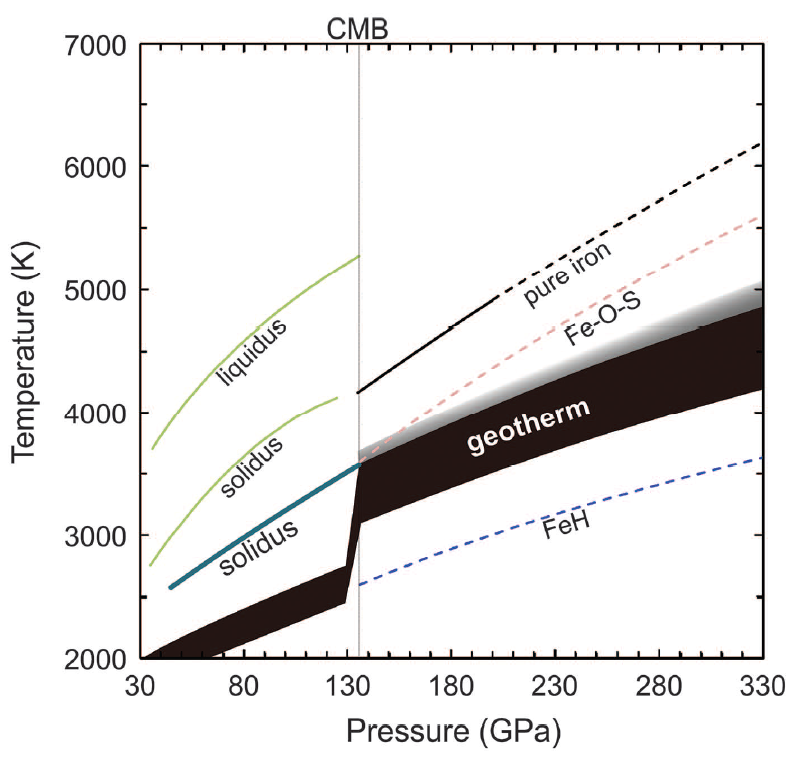 CMB
7000
6000
5000
4000
3000
2000
Temperature (K)
liquidus
solidus
solidus
pure iron
Fe-O-S
geotherm
FeH
30 80 130 180 230 280 330
Pressure (GPa)